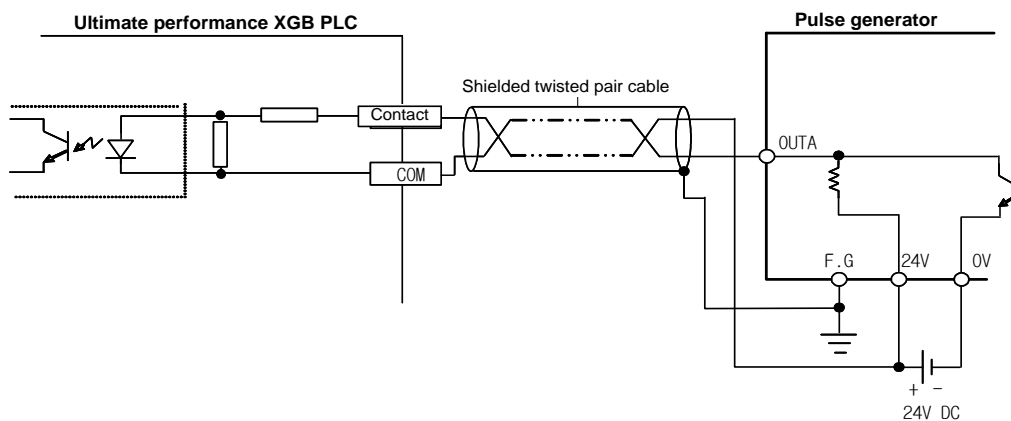 Ultimate performance XGB PLC
Pulse generator
Shielded twisted pair cable
Contact
COM
OUTA
F.G
24V
0V
+ -
24V DC